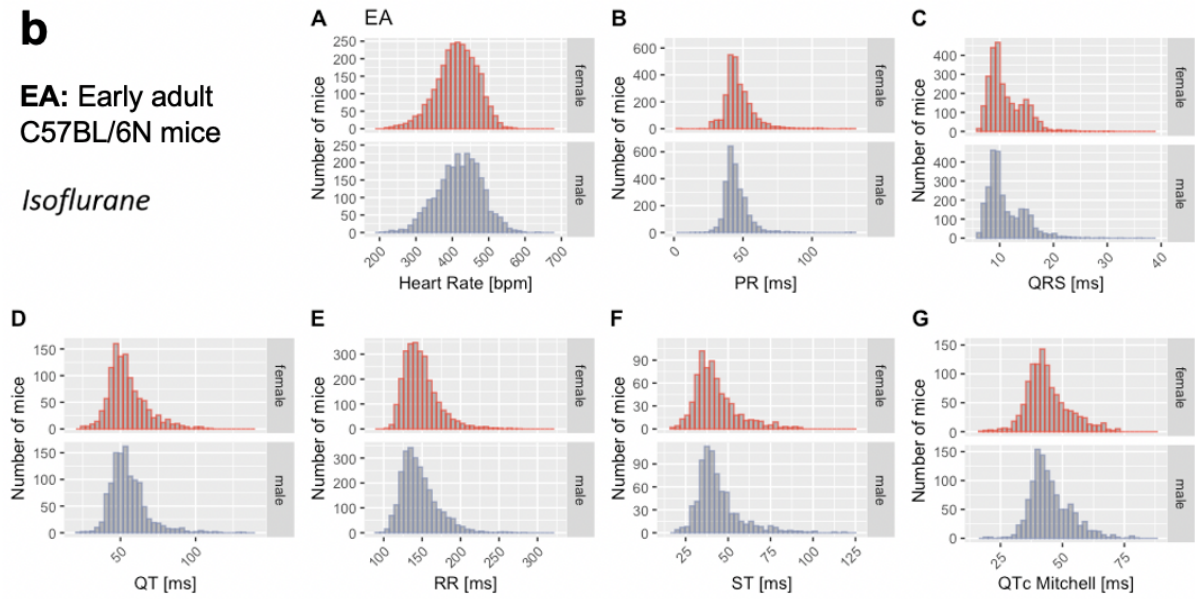 b
EA: Early adult
C57BL/6N mice
Isoflurane
A EA
Number of mice
250
200
150
100
50
0
female
250
200
150
100
50
0
male
200 300 400 500 600 700
Heart Rate [bpm]
B
Number of mice
600
400
200
0
female
600
400
200
0
male
0 50 100
PR [ms]
C
Number of mice
400
300
200
100
0
female
400
300
200
100
0
male
10 20 30 40
QRS [ms]
D
Number of mice
150
100
50
0
female
150
100
50
0
male
50 100
QT [ms]
E
Number of mice
300
200
100
0
female
300
200
100
0
male
100 150 200 250 300
RR [ms]
F
Number of mice
90
60
30
0
female
90
60
30
0
male
25 50 75 100 125
ST [ms]
G
Number of mice
150
100
50
0
female
150
100
50
0
male
25 50 75
QTc Mitchell [ms]